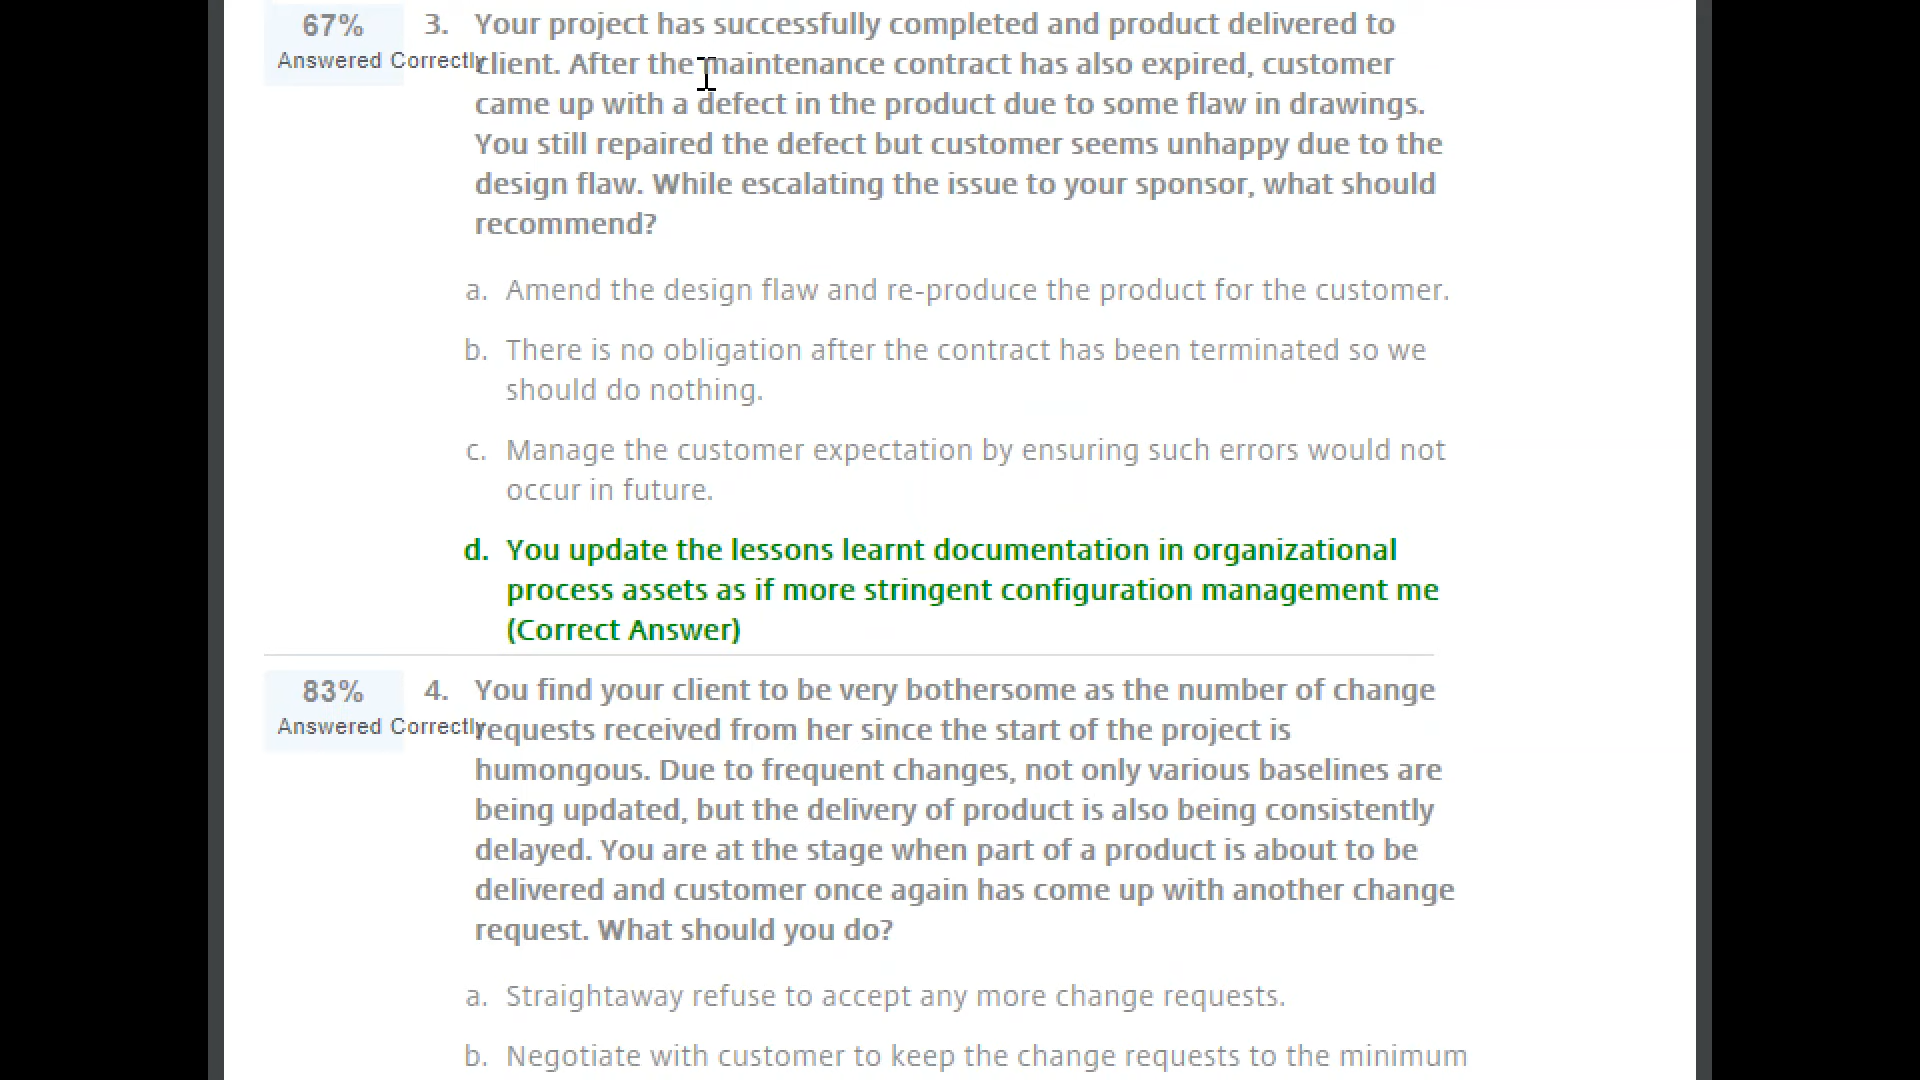 67%
Answered Correctly
3. Your project has successfully completed and product delivered to
client. After the maintenance contract has also expired, customer
came up with a defect in the product due to some flaw in drawings.
You still repaired the defect but customer seems unhappy due to the
design flaw. While escalating the issue to your sponsor, what should
recommend?
a. Amend the design flaw and re-produce the product for the customer.
b. There is no obligation after the contract has been terminated so we
should do nothing.
c. Manage the customer expectation by ensuring such errors would not
occur in future.
d. You update the lessons learnt documentation in organizational
process assets as if more stringent configuration management me
(Correct Answer)
83%
Answered Correctly
4. You find your client to be very bothersome as the number of change
requests received from her since the start of the project is
humongous. Due to frequent changes, not only various baselines are
being updated, but the delivery of product is also being consistently
delayed. You are at the stage when part of a product is about to be
delivered and customer once again has come up with another change
request. What should you do?
a. Straightaway refuse to accept any more change requests.
b. Negotiate with customer to keep the change requests to the minimum